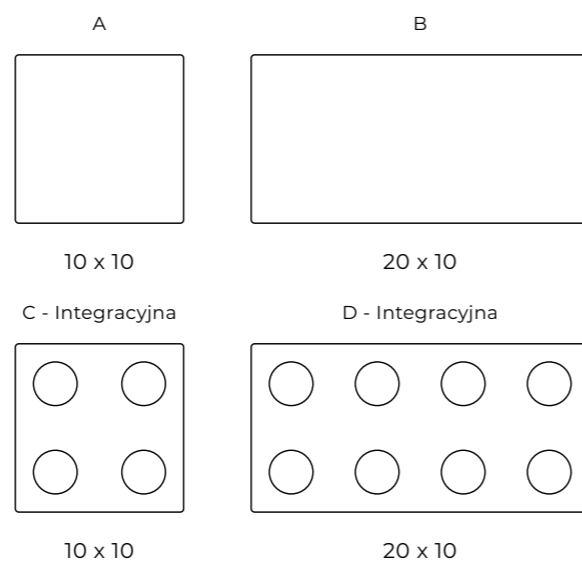 A
B
10 x 10
20 x 10
C - Integracyjna
D - Integracyjna
10 x 10
20 x 10